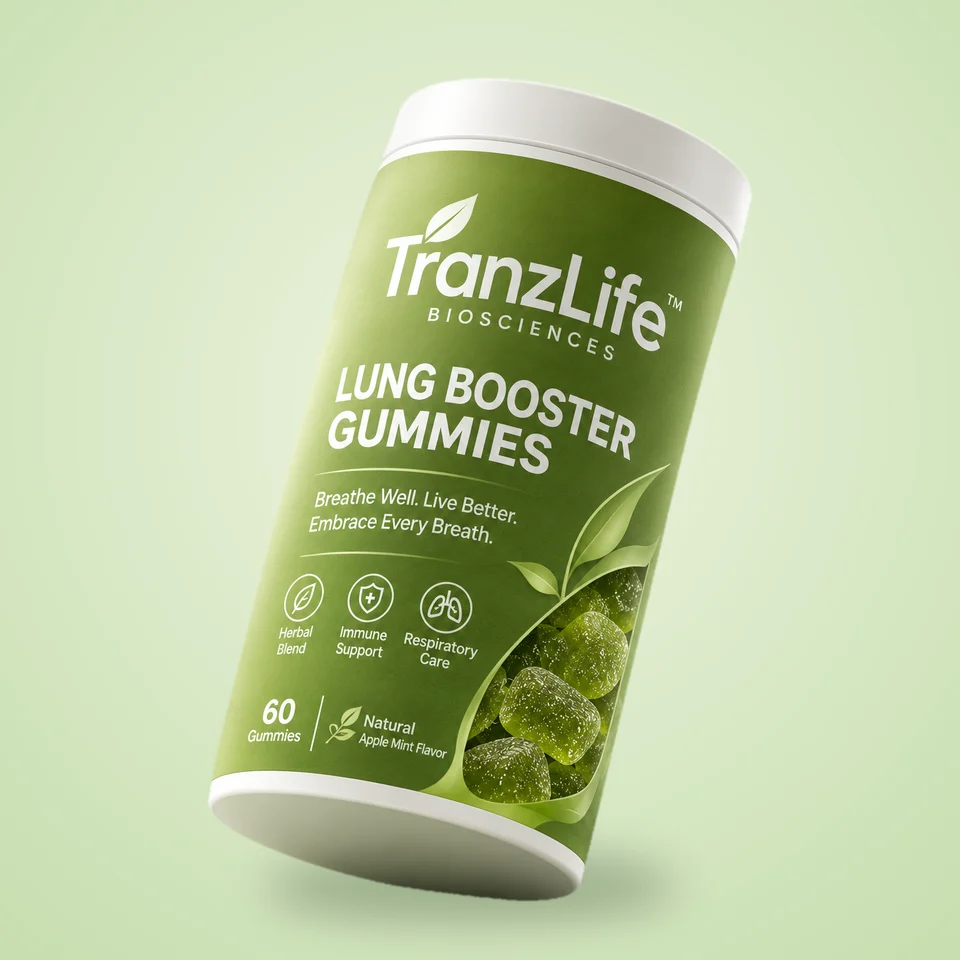 TranzLife™
BIOSCIENCES
LUNG BOOSTER
GUMMIES
Breathe Well. Live Better.
Embrace Every Breath.
Herbal
Blend
Immune
Support
Respiratory
Care
60
Gummies
Natural
Apple Mint Flavor